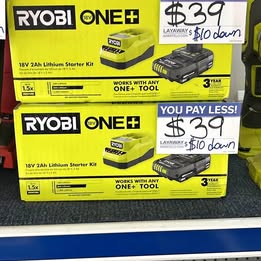 $39
LAYAWAY
$10 down
RYOBI 18V ONE+
18V 2Ah Lithium Starter Kit
1.5x
WORKS WITH ANY
ONE+ TOOL
3 YEAR
YOU PAY LESS!
$39
LAYAWAY
$10 down
RYOBI ONE+
18V 2Ah Lithium Starter Kit
1.5x
WORKS WITH ANY
ONE+ TOOL
3 YEAR